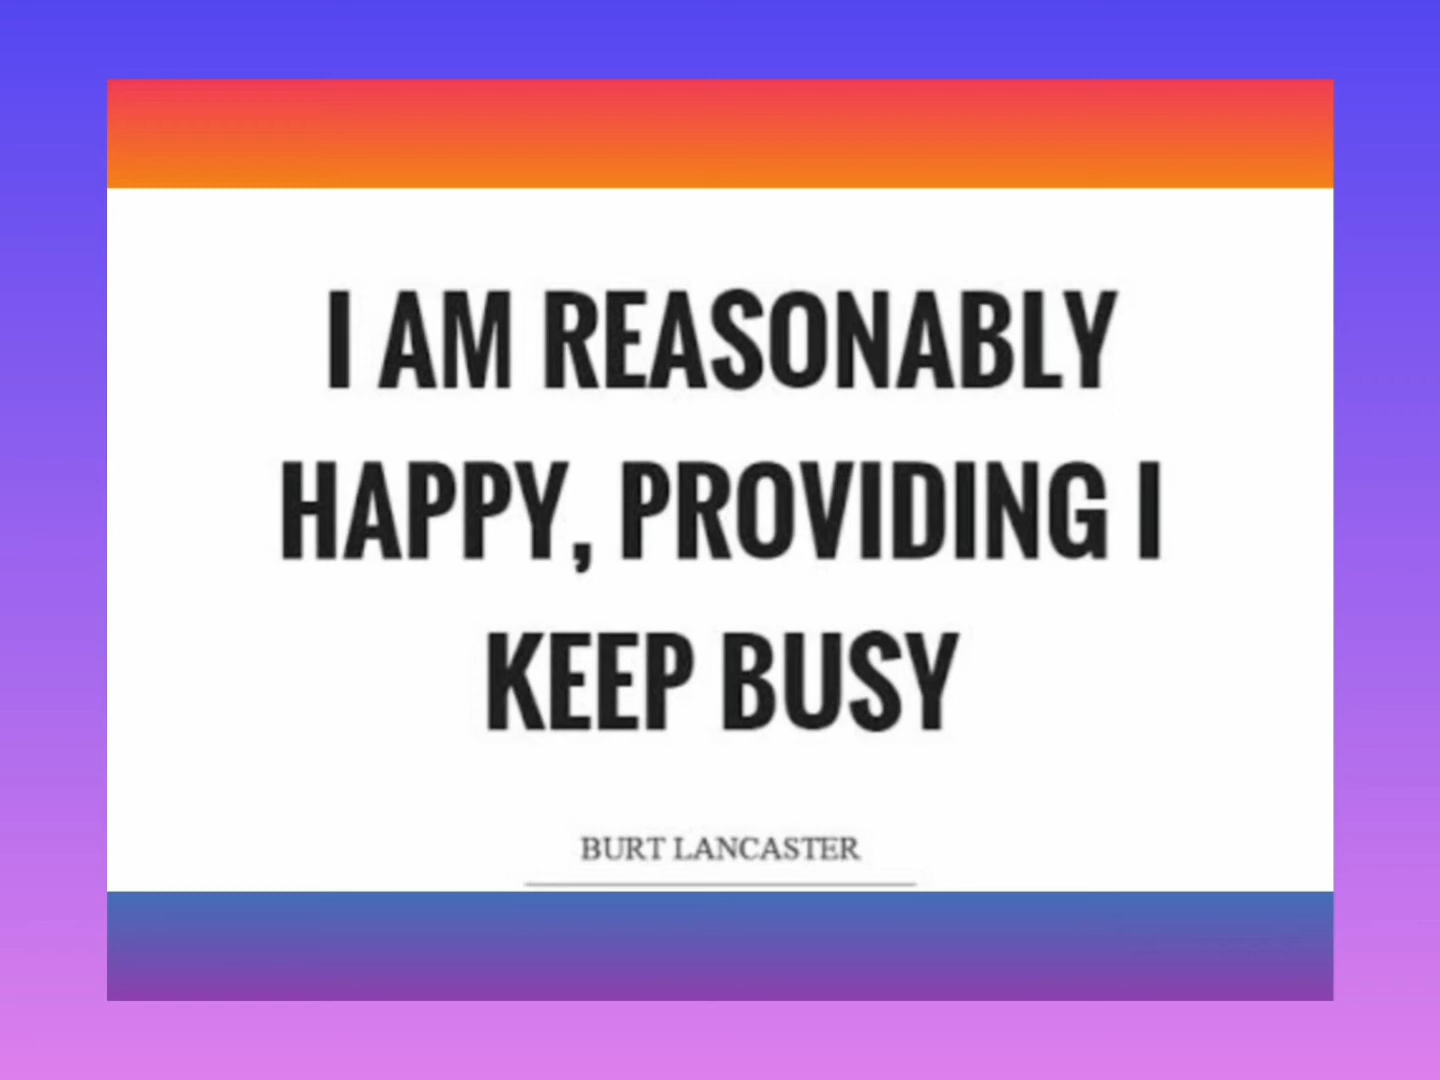 I AM REASONABLY
HAPPY, PROVIDING I
KEEP BUSY
BURT LANCASTER